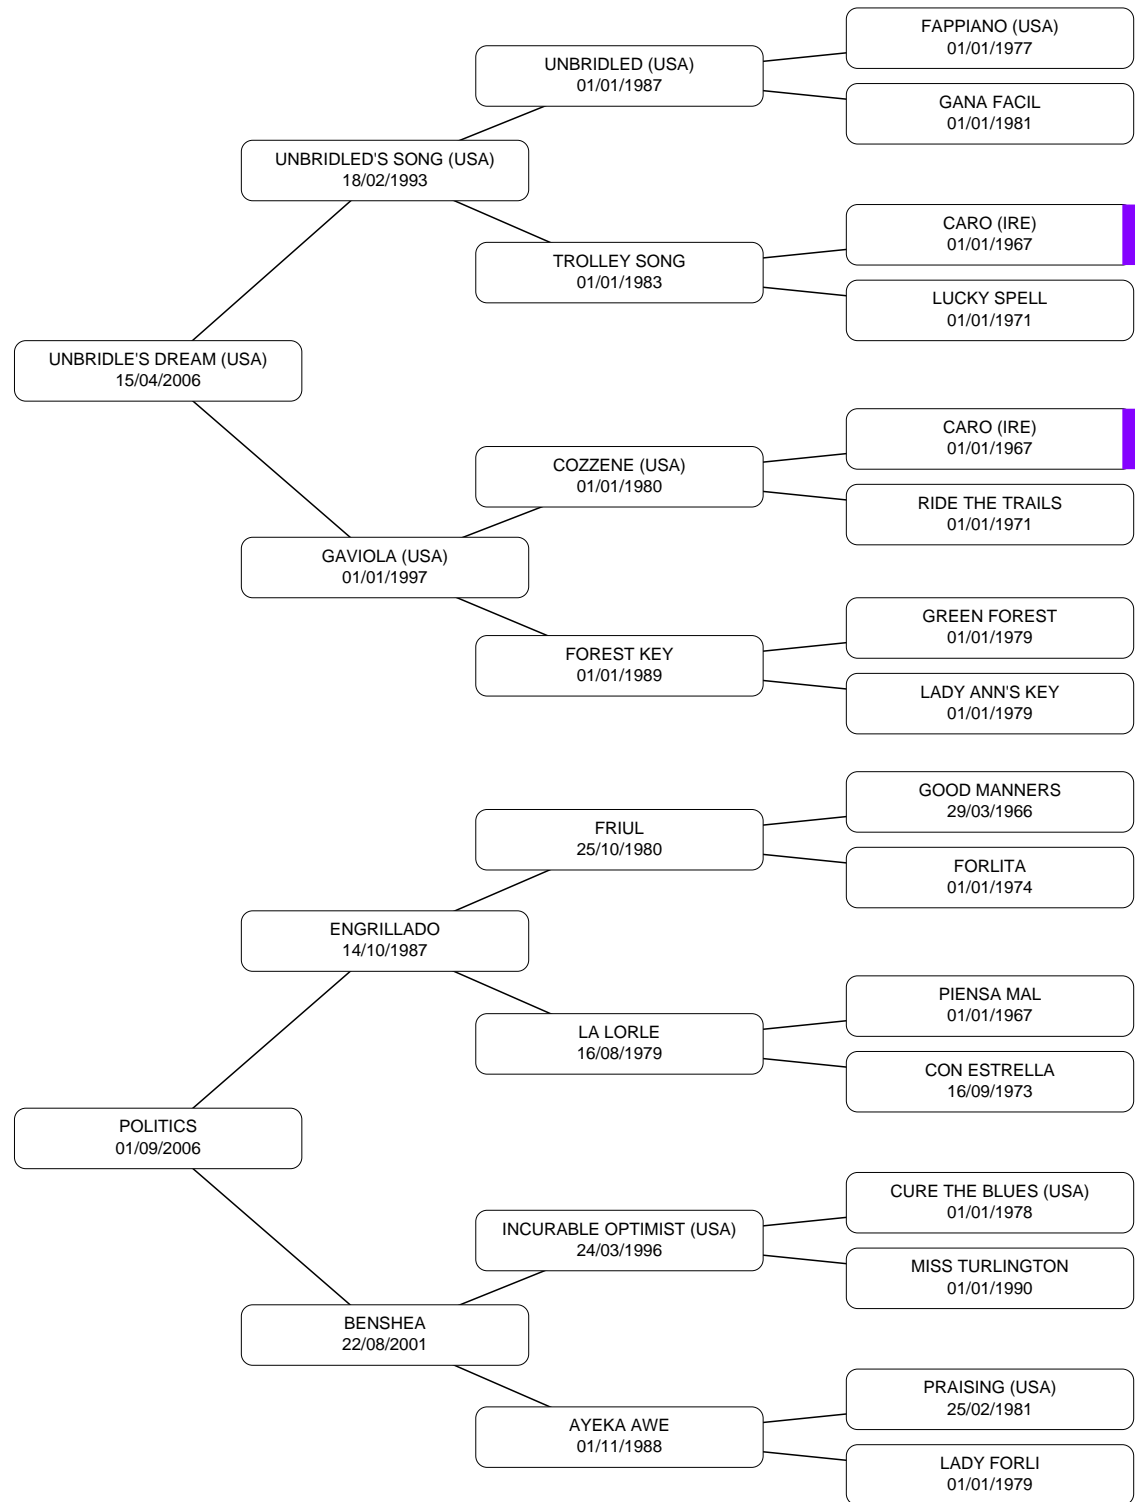 FAPPIANO (USA)
01/01/1977
UNBRIDLED (USA)
01/01/1987
GANA FACIL
01/01/1981
UNBRIDLED'S SONG (USA)
18/02/1993
CARO (IRE)
01/01/1967
TROLLEY SONG
01/01/1983
LUCKY SPELL
01/01/1971
UNBRIDLE'S DREAM (USA)
15/04/2006
CARO (IRE)
01/01/1967
COZZENE (USA)
01/01/1980
RIDE THE TRAILS
01/01/1971
GAVIOLA (USA)
01/01/1997
GREEN FOREST
01/01/1979
FOREST KEY
01/01/1989
LADY ANN'S KEY
01/01/1979
GOOD MANNERS
29/03/1966
FRIUL
25/10/1980
FORLITA
01/01/1974
ENGRILLADO
14/10/1987
PIENSA MAL
01/01/1967
LA LORLE
16/08/1979
CON ESTRELLA
16/09/1973
POLITICS
01/09/2006
CURE THE BLUES (USA)
01/01/1978
INCURABLE OPTIMIST (USA)
24/03/1996
MISS TURLINGTON
01/01/1990
BENSHEA
22/08/2001
PRAISING (USA)
25/02/1981
AYEKA AWE
01/11/1988
LADY FORLI
01/01/1979